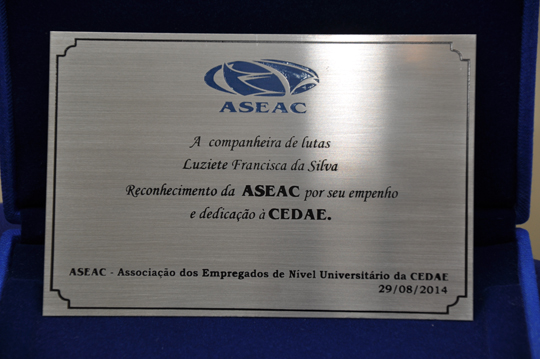 ASEAC
A companheira de lutas
Luziete Francisca da Silva
Reconhecimento da ASEAC por seu empenho
e dedicação à CEDAE.
ASEAC - Associação dos Empregados de Nível Universitário da CEDAE
29/08/2014